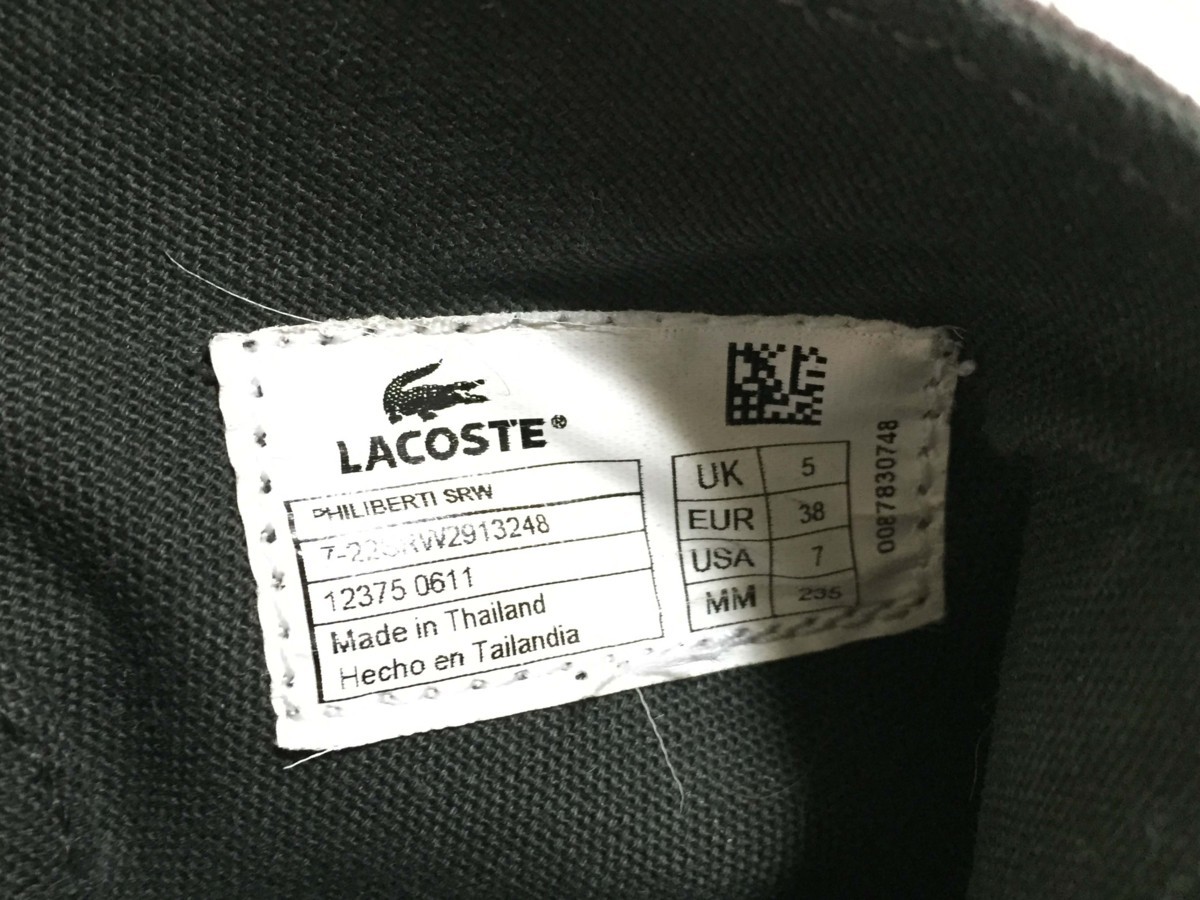 LACOSTE®
PHILIBERTI SRW
12375 0611
Made in Thailand
Hecho en Tailandia
UK 5
EUR 38
USA 7
MM 235
0087830748